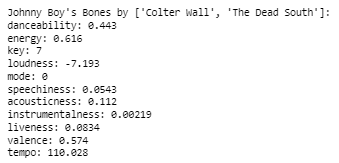 Johnny Boy's Bones by ['Colter Wall', 'The Dead South']:
danceability: 0.443
energy: 0.616
key: 7
loudness: -7.193
mode: 0
speechiness: 0.0543
acousticness: 0.112
instrumentalness: 0.00219
liveness: 0.0834
valence: 0.574
tempo: 110.028